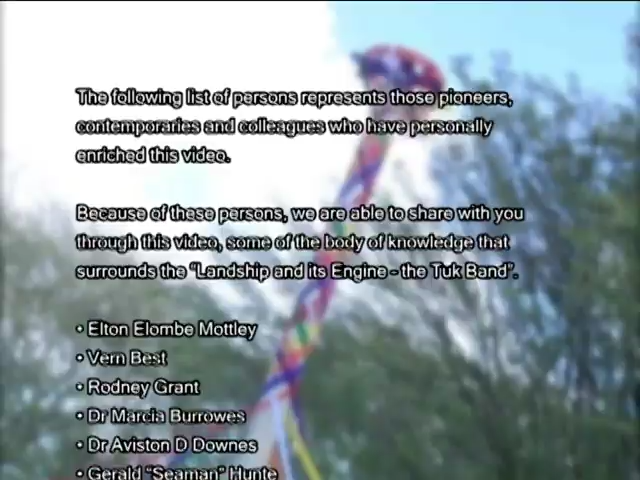 The following list of persons represents those pioneers,
contemporaries and colleagues who have personally
enriched this video.
Because of these persons, we are able to share with you
through this video, some of the body of knowledge that
surrounds the "Landship and its Engine - the Tuk Band".
• Elton Elombe Mottley
• Vern Best
• Rodney Grant
• Dr Marcia Burrowes
• Dr Aviston D Downes
• Gerald "Seaman" Hunte